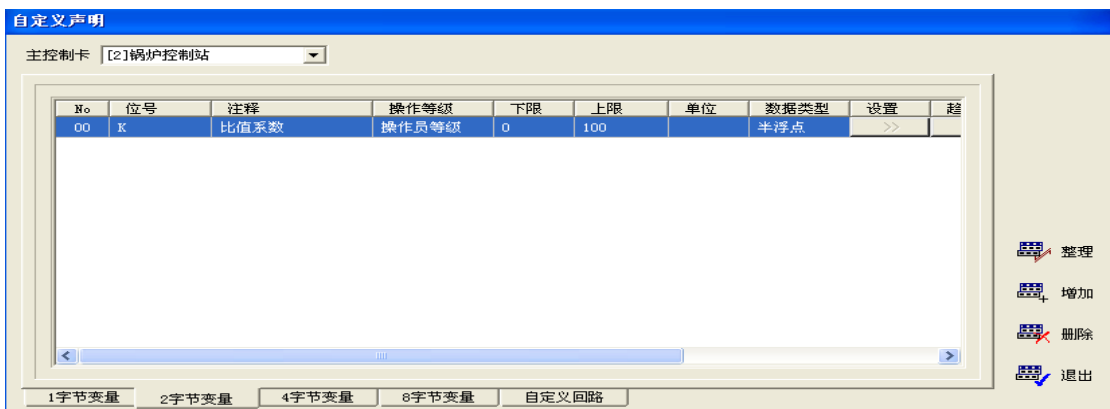 自定义声明
主控制卡 [2]锅炉控制站
No 位号 注释 操作等级 下限 上限 单位 数据类型 设置 趋
00 K 比值系数 操作员等级 0 100 半浮点 >>
整理
增加
删除
退出
1字节变量 2字节变量 4字节变量 8字节变量 自定义回路